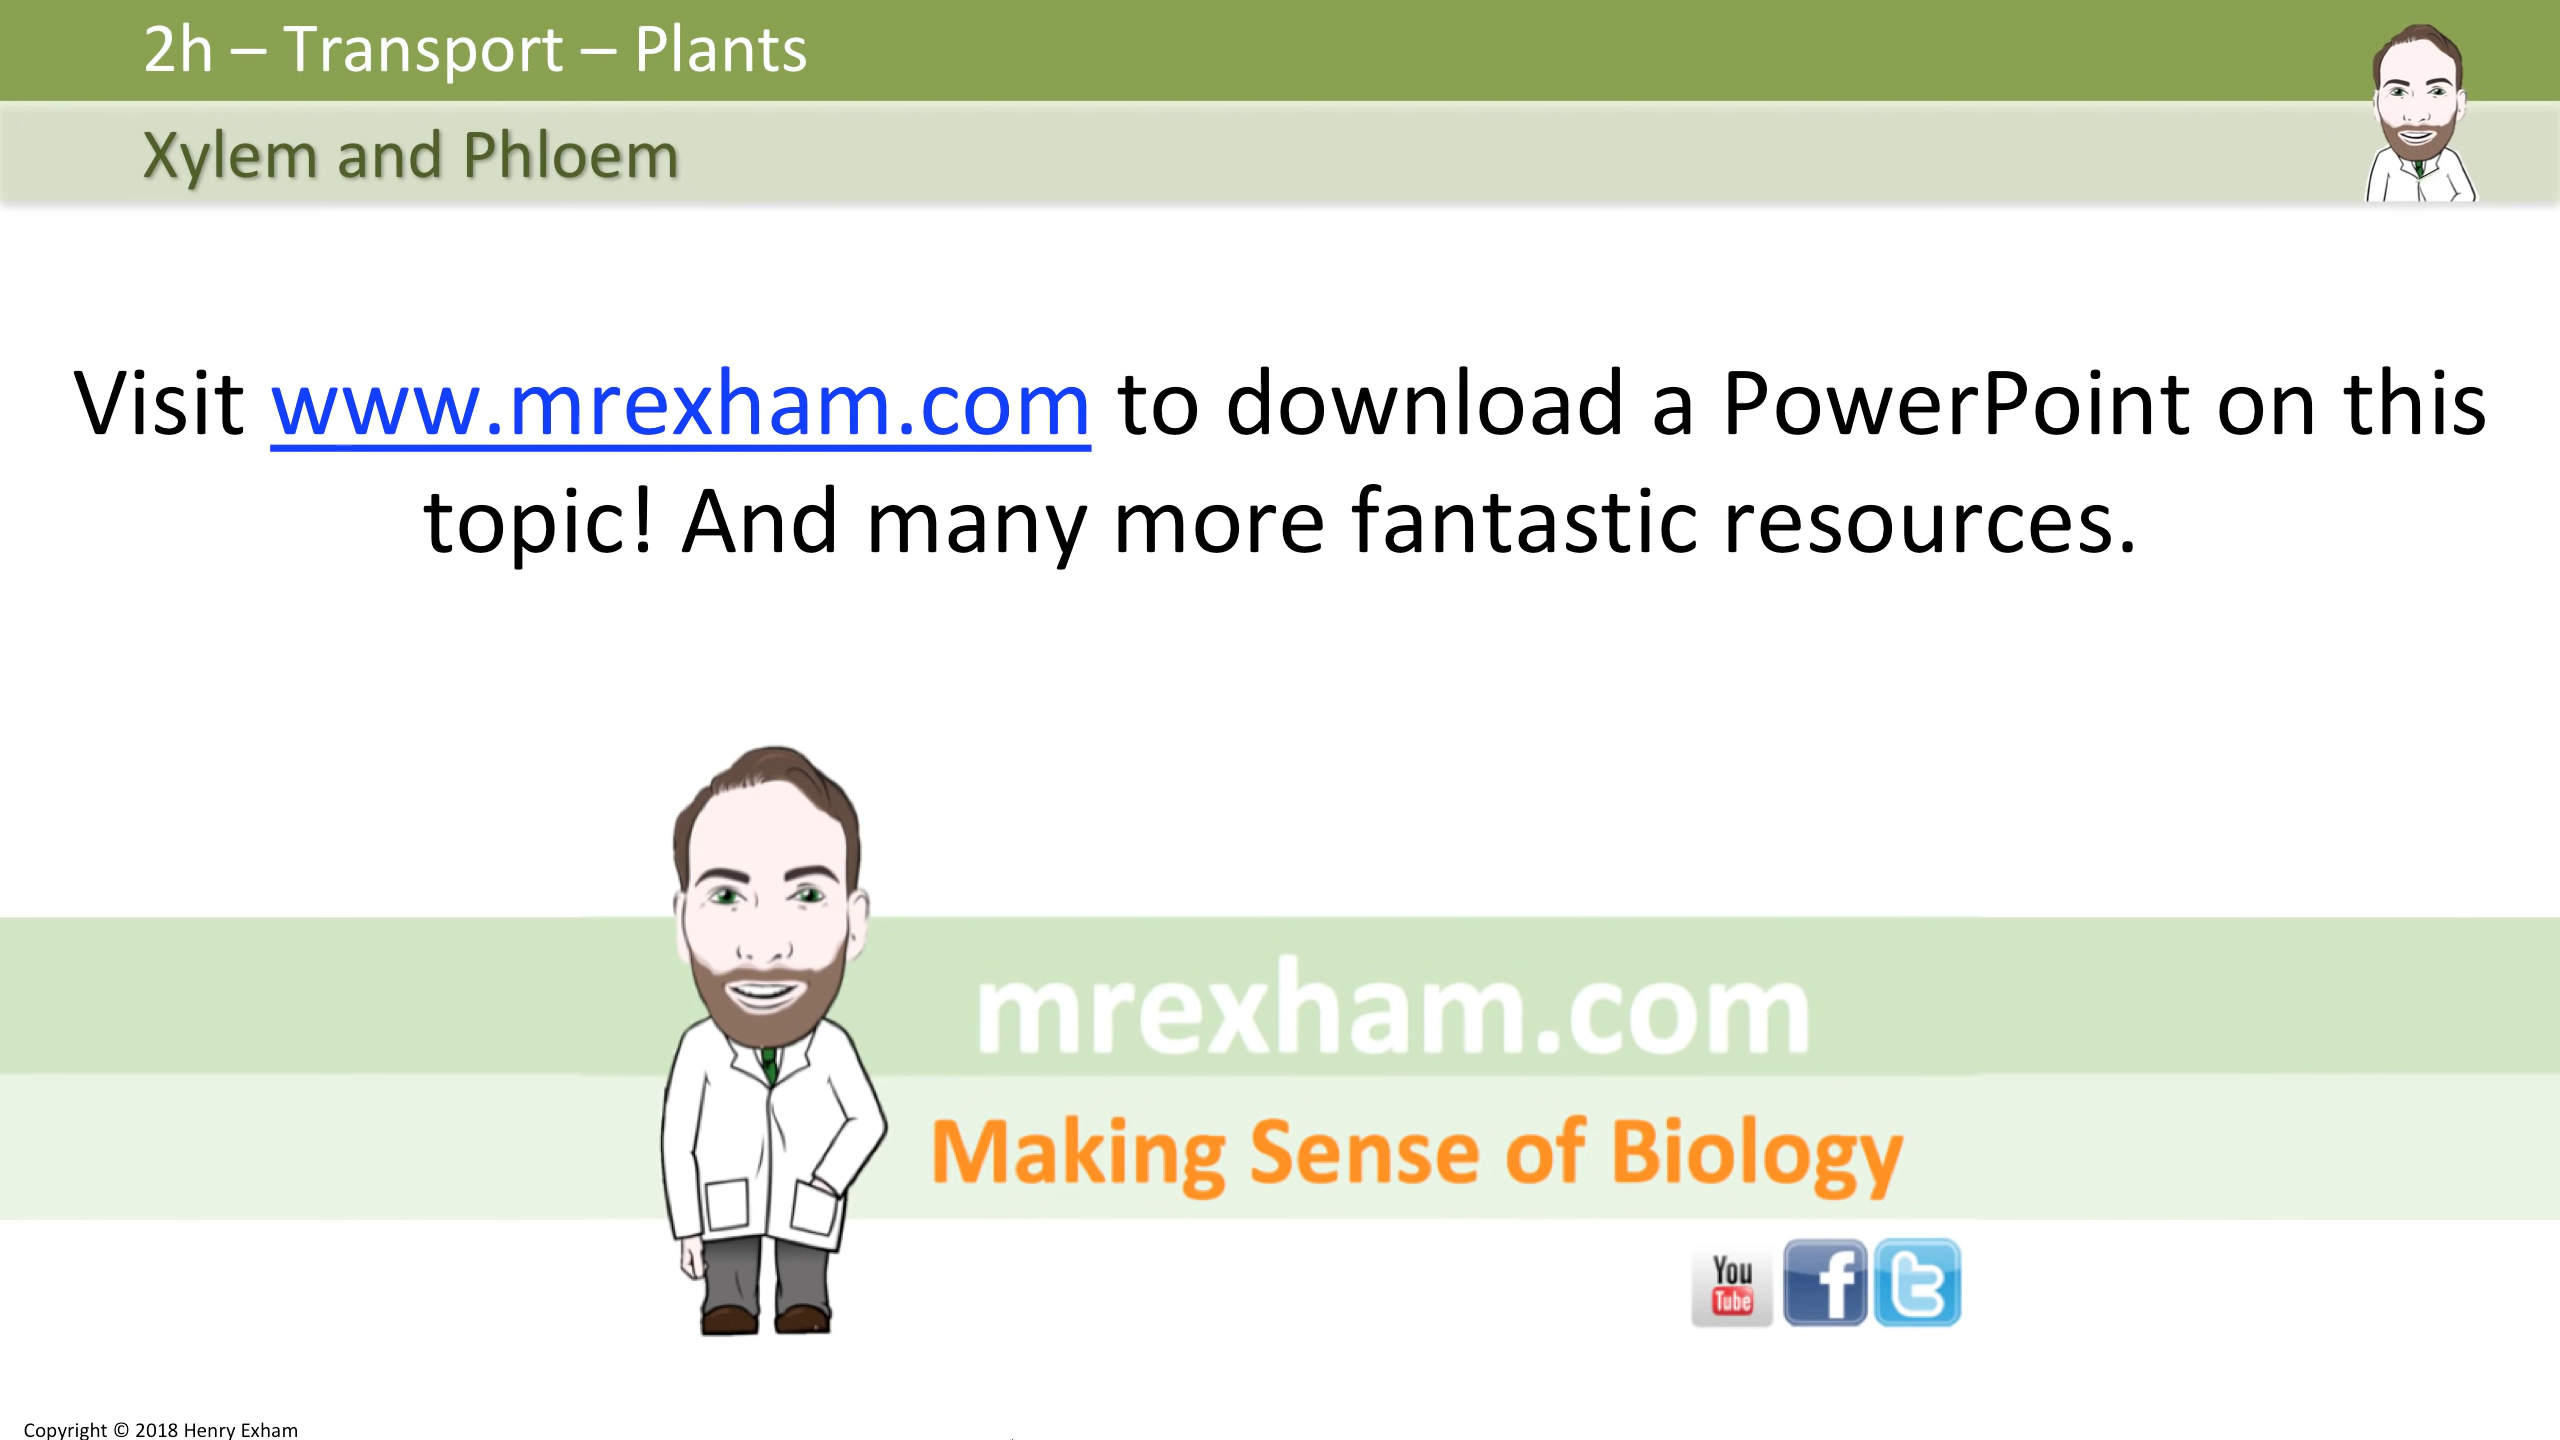 2h – Transport – Plants
Xylem and Phloem
Visit www.mrexham.com to download a PowerPoint on this
topic! And many more fantastic resources.
mrexham.com
Making Sense of Biology
You
Tube
f
t
Copyright © 2018 Henry Exham